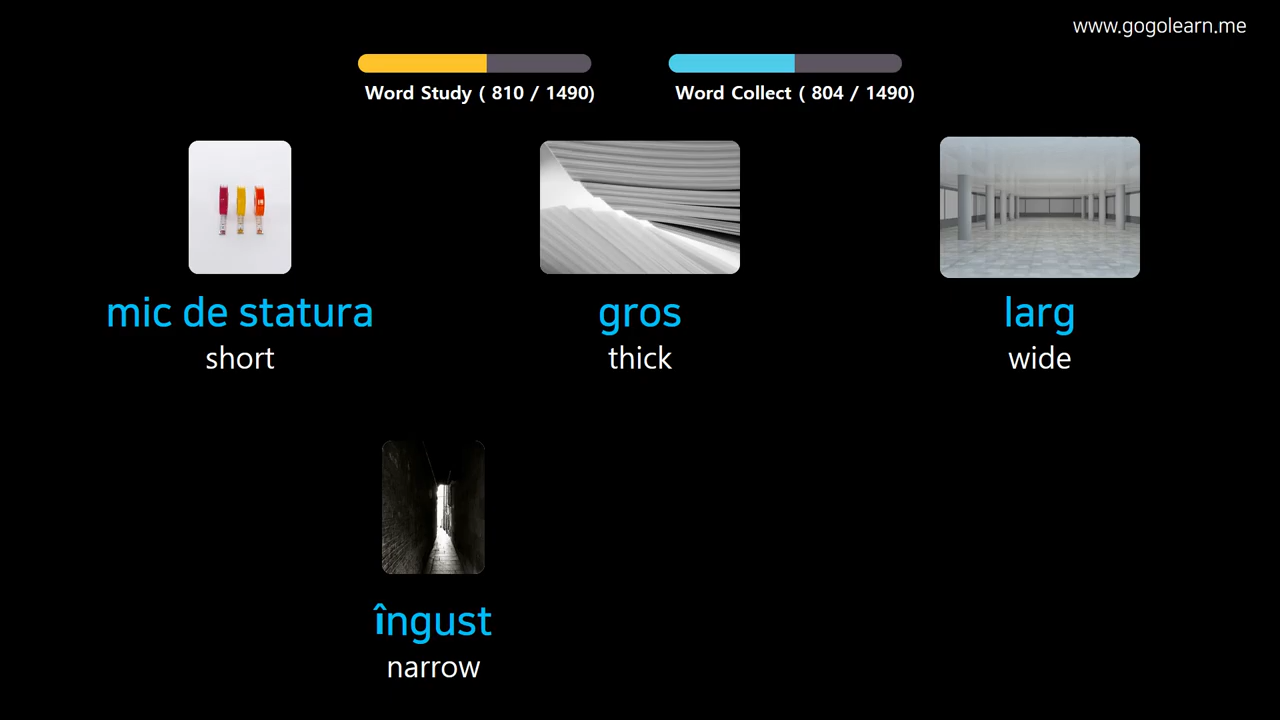 www.gogolearn.me
Word Study ( 810 / 1490)
Word Collect ( 804 / 1490)
mic de statura
short
gros
thick
larg
wide
îngust
narrow